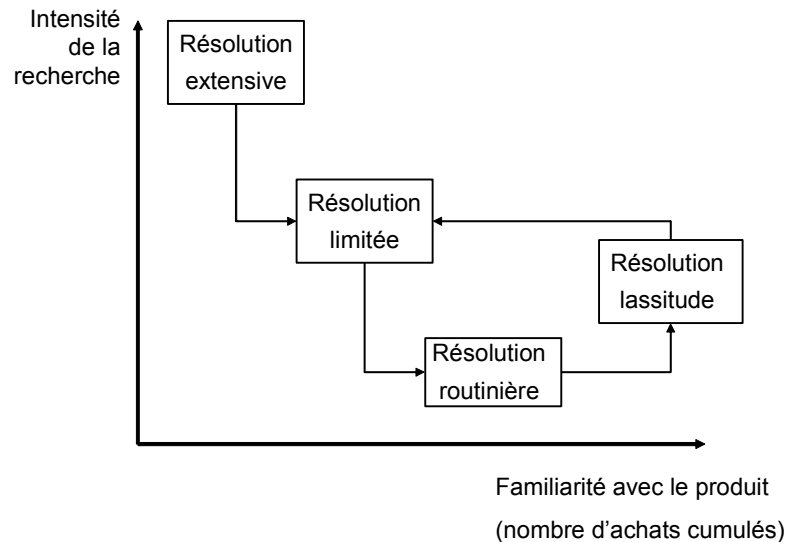 Intensité
de la
recherche
Résolution
extensive
Résolution
limitée
Résolution
lassitude
Résolution
routinière
Familiarité avec le produit
(nombre d’achats cumulés)